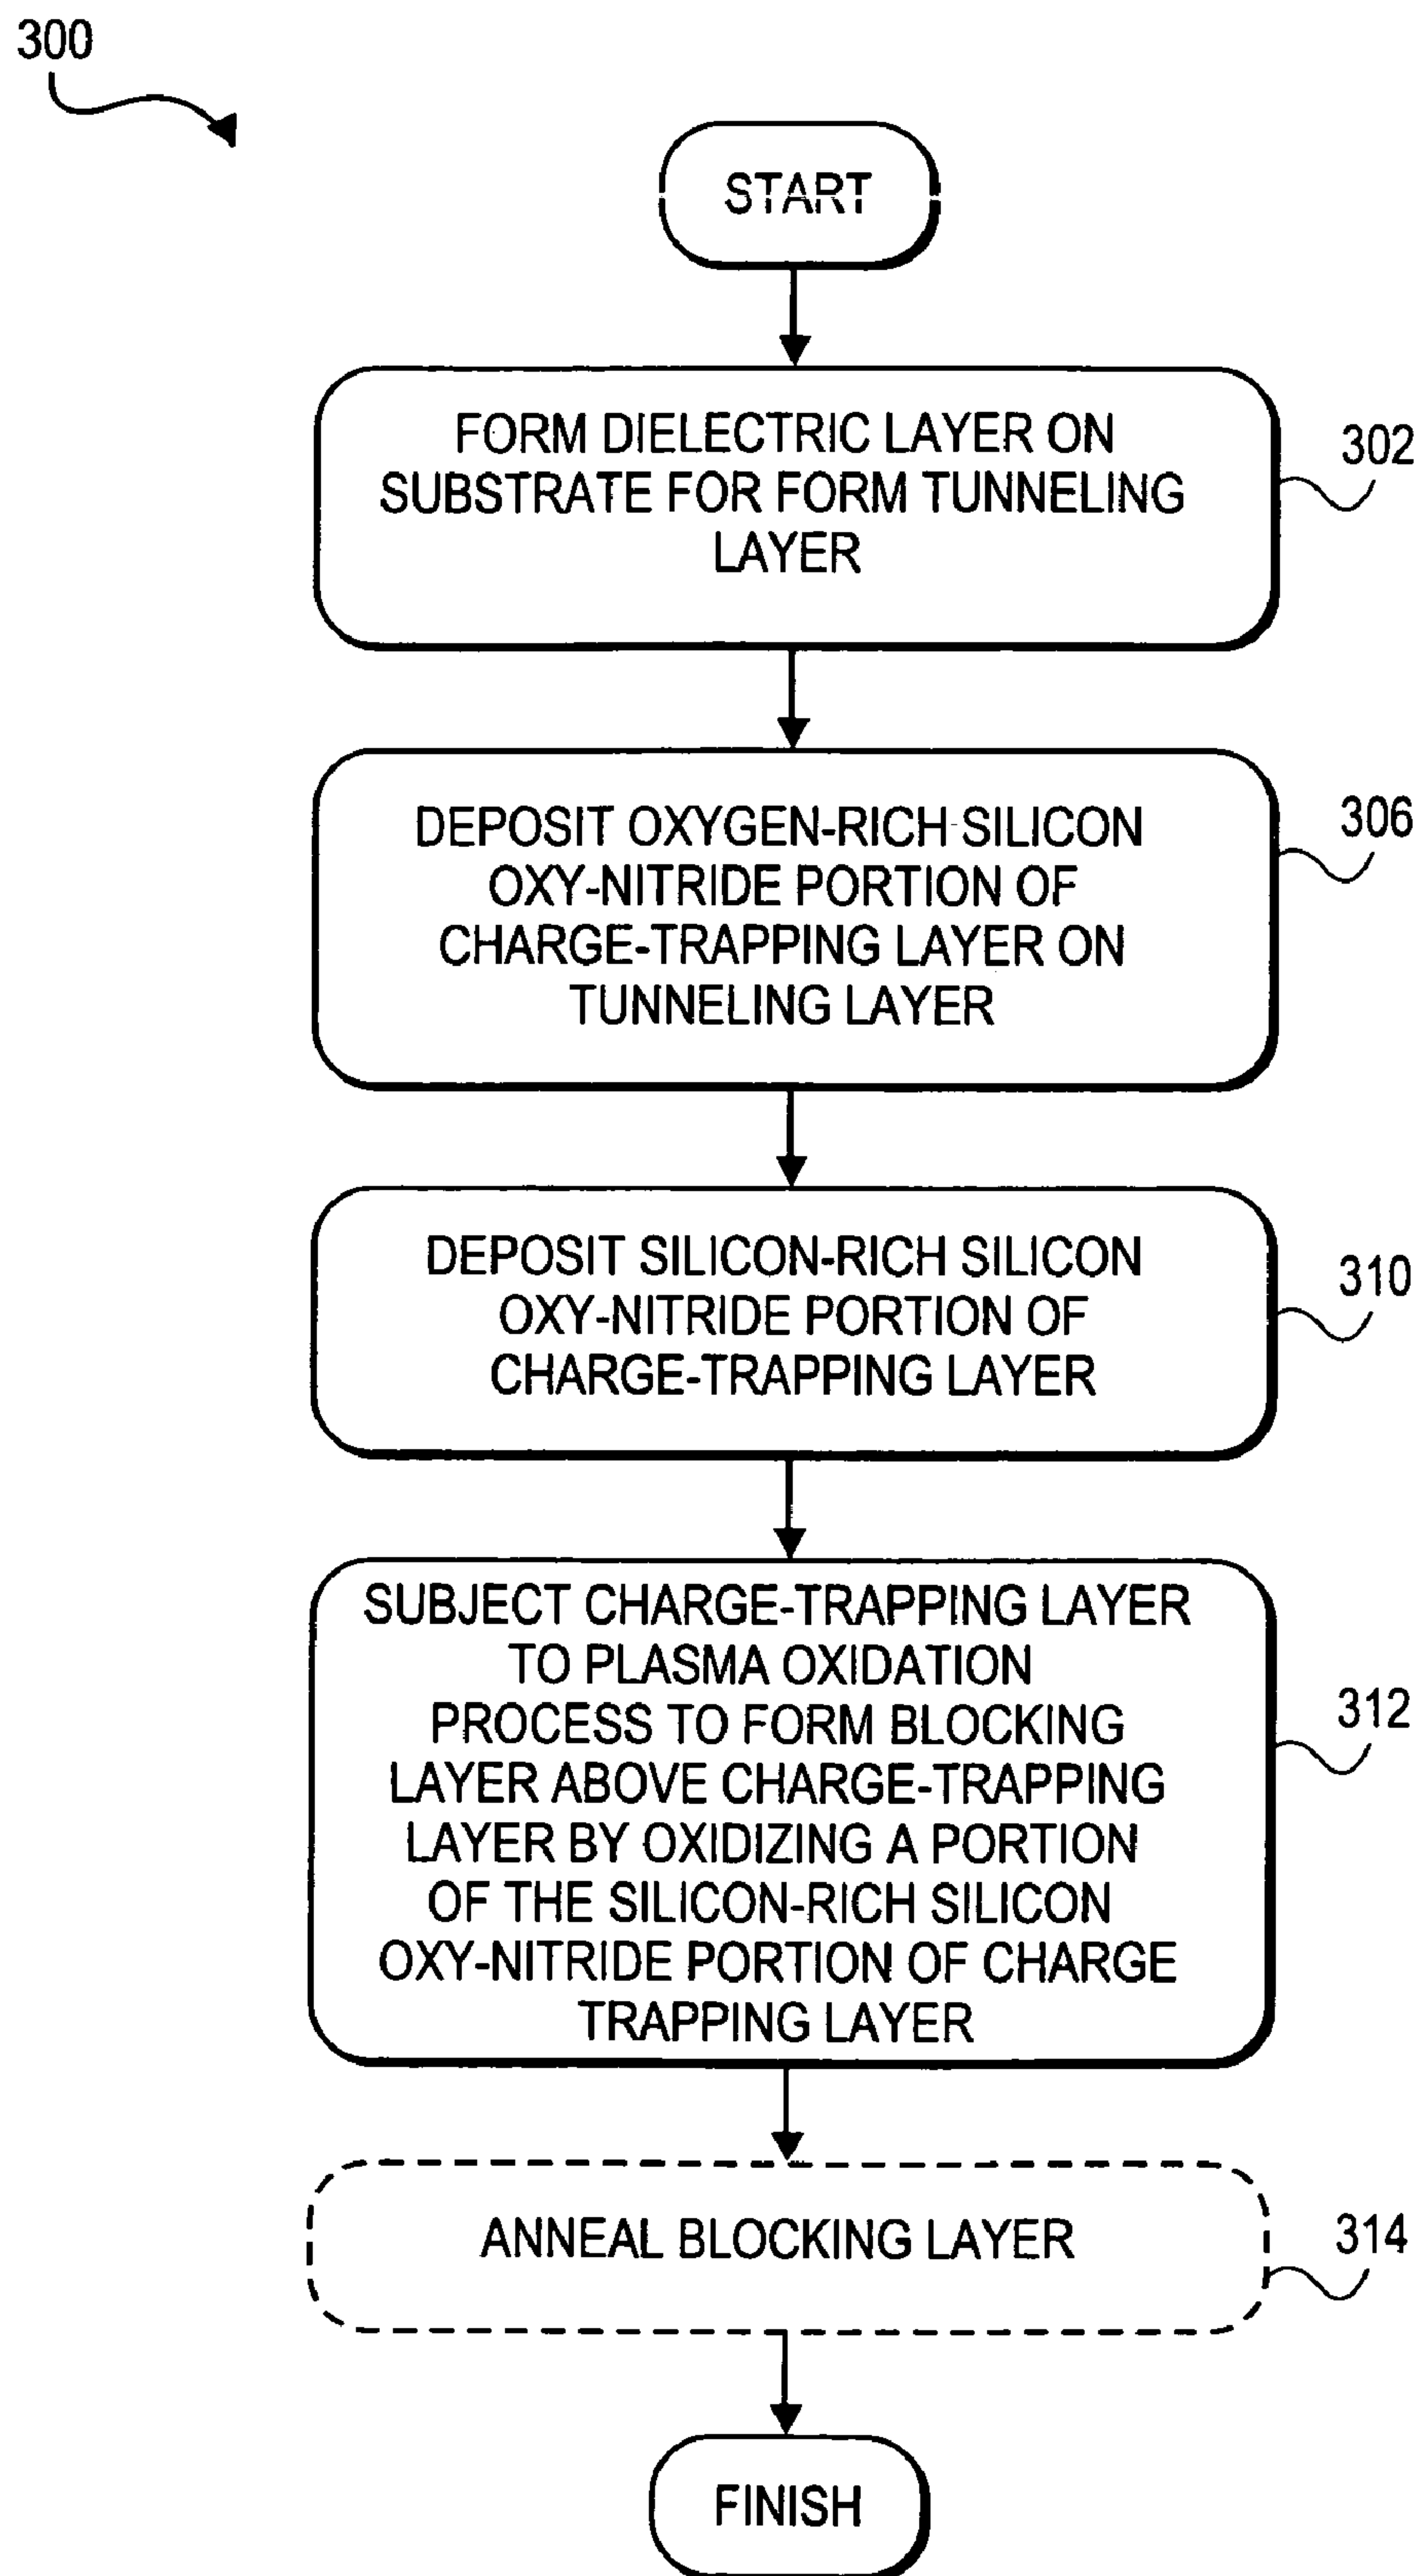 300
START
FORM DIELECTRIC LAYER ON
SUBSTRATE FOR FORM TUNNELING
LAYER
302
DEPOSIT OXYGEN-RICH SILICON
OXY-NITRIDE PORTION OF
CHARGE-TRAPPING LAYER ON
TUNNELING LAYER
306
DEPOSIT SILICON-RICH SILICON
OXY-NITRIDE PORTION OF
CHARGE-TRAPPING LAYER
310
SUBJECT CHARGE-TRAPPING LAYER
TO PLASMA OXIDATION
PROCESS TO FORM BLOCKING
LAYER ABOVE CHARGE-TRAPPING
LAYER BY OXIDIZING A PORTION
OF THE SILICON-RICH SILICON
OXY-NITRIDE PORTION OF CHARGE
TRAPPING LAYER
312
ANNEAL BLOCKING LAYER
314
FINISH